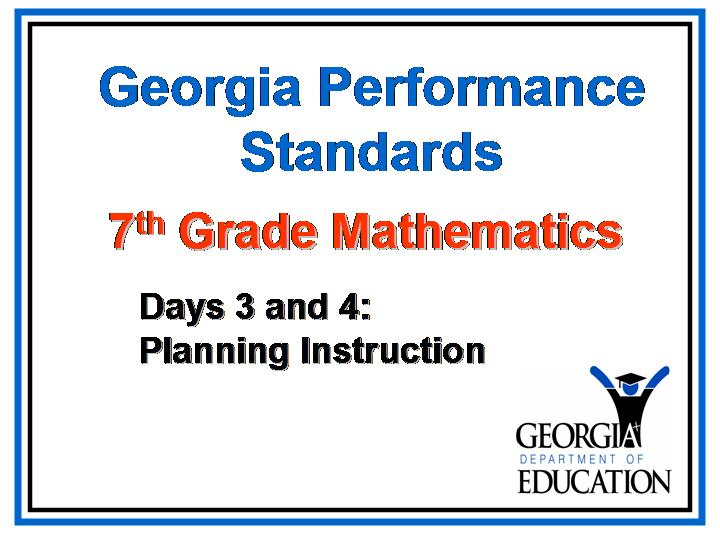 Georgia Performance
Standards
7th Grade Mathematics
Days 3 and 4:
Planning Instruction
GEORGIA
DEPARTMENT OF
EDUCATION